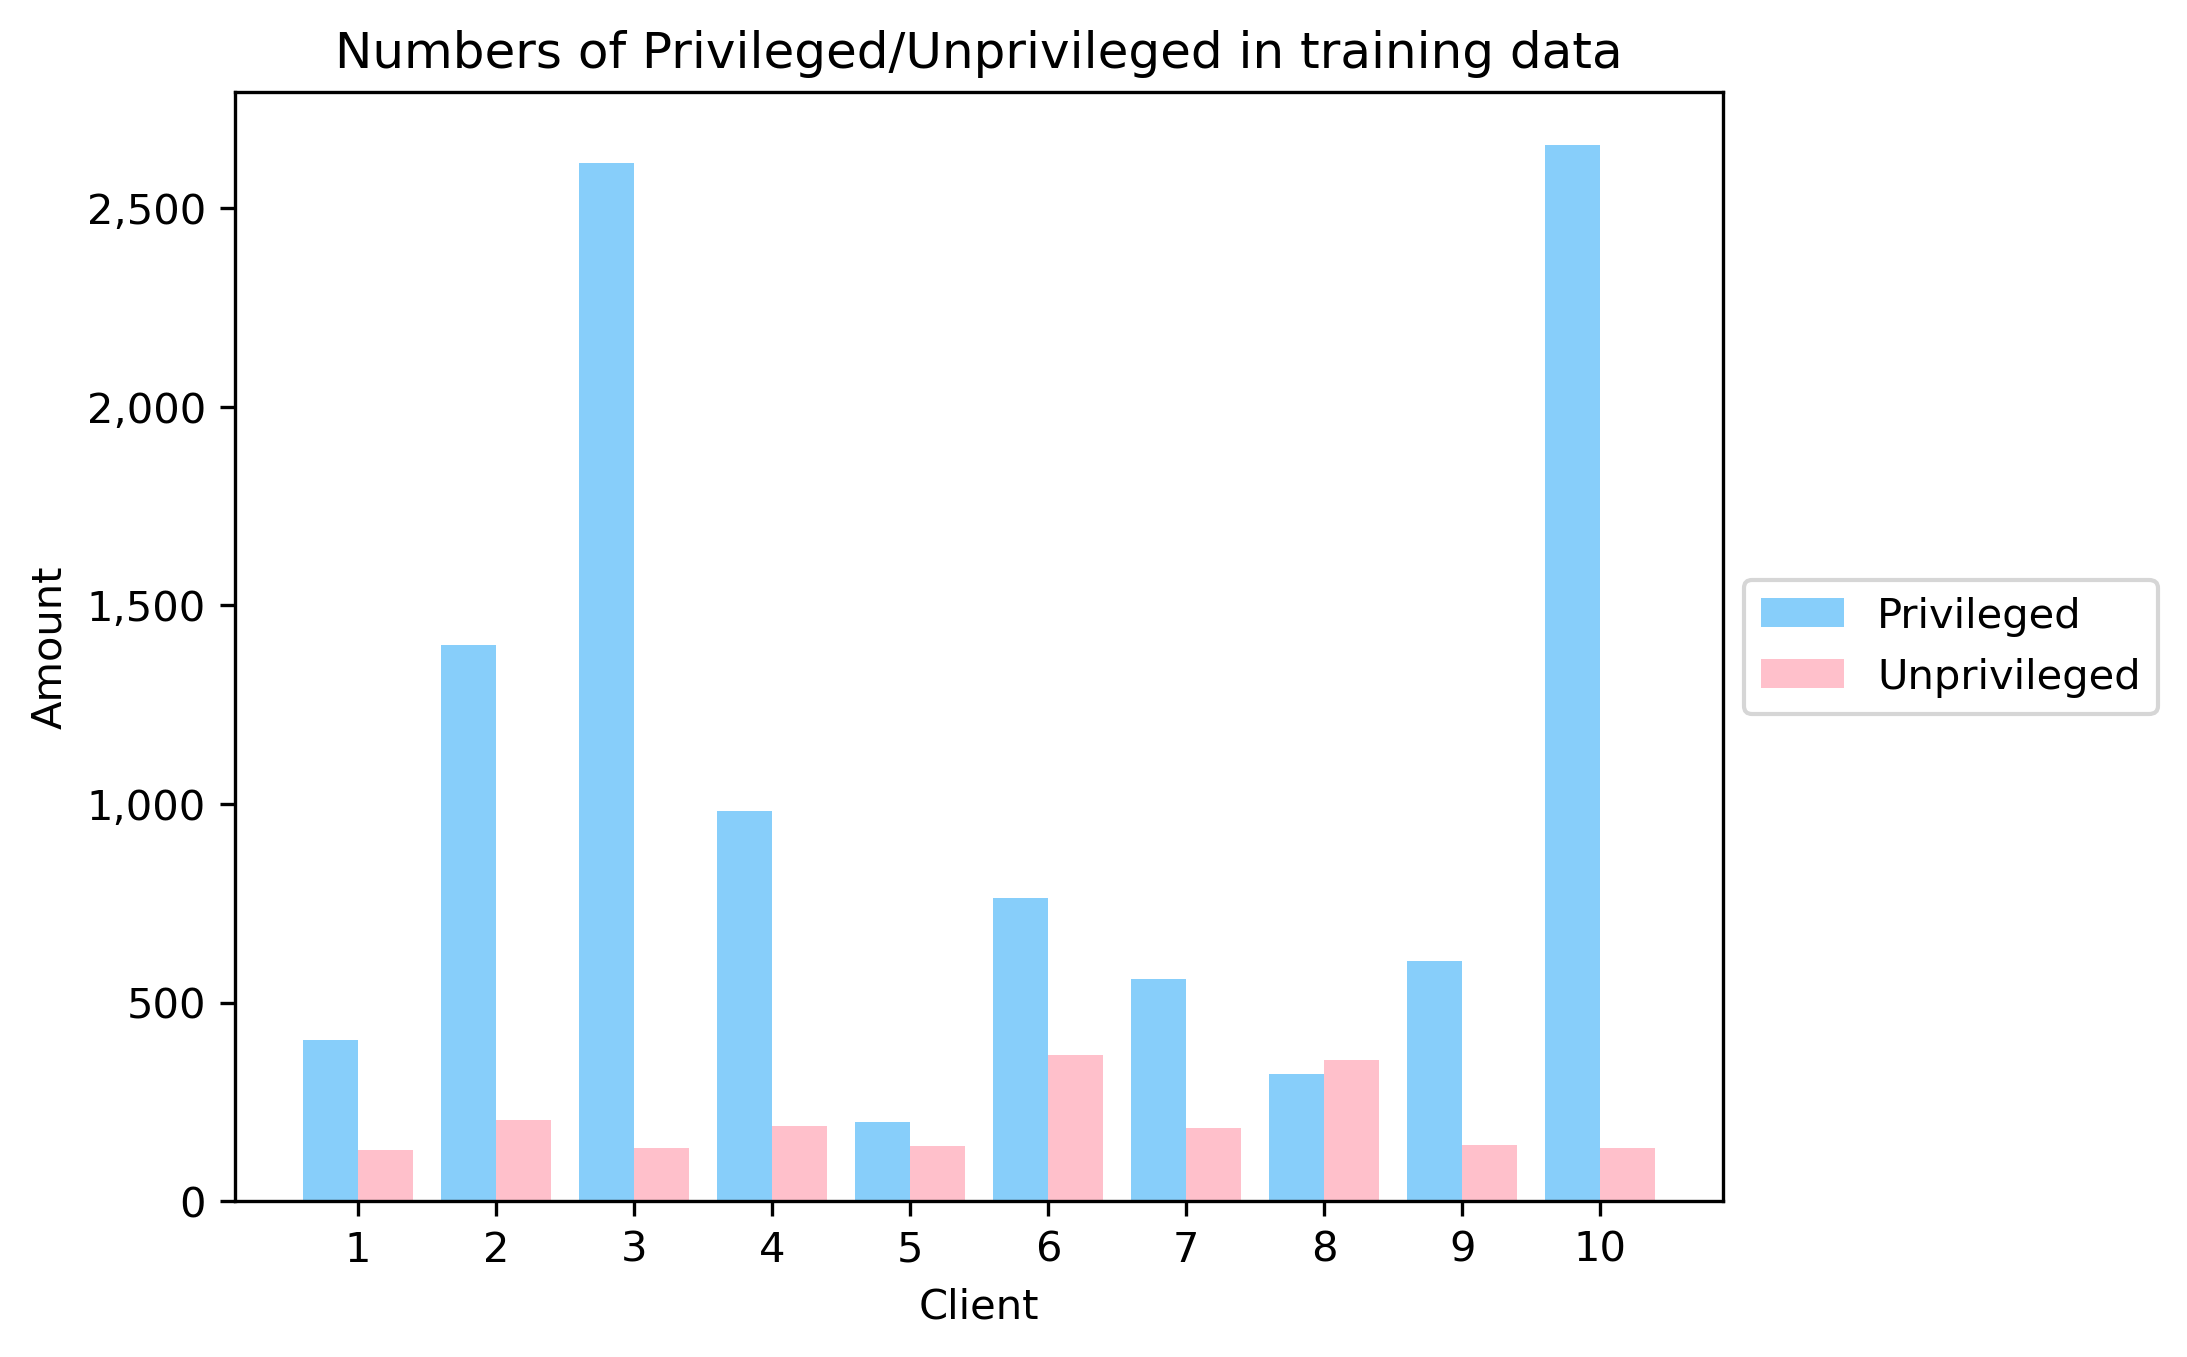 Numbers of Privileged/Unprivileged in training data
2,500
2,000
1,500
1,000
500
0
Amount
1 2 3 4 5 6 7 8 9 10
Client
Privileged
Unprivileged